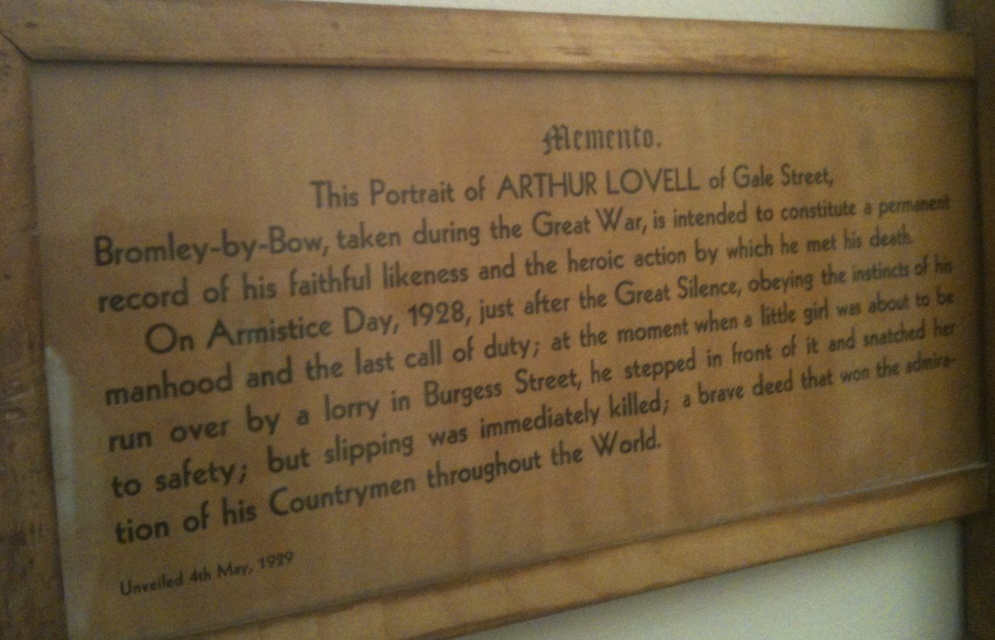 Memento.
This Portrait of ARTHUR LOVELL of Gale Street,
Bromley-by-Bow, taken during the Great War, is intended to constitute a permanent
record of his faithful likeness and the heroic action by which he met his death.
On Armistice Day, 1928, just after the Great Silence, obeying the instincts of his
manhood and the last call of duty; at the moment when a little girl was about to be
run over by a lorry in Burgess Street, he stepped in front of it and snatched her
to safety; but slipping was immediately killed; a brave deed that won the admira-
tion of his Countrymen throughout the World.
Unveiled 4th May, 1929